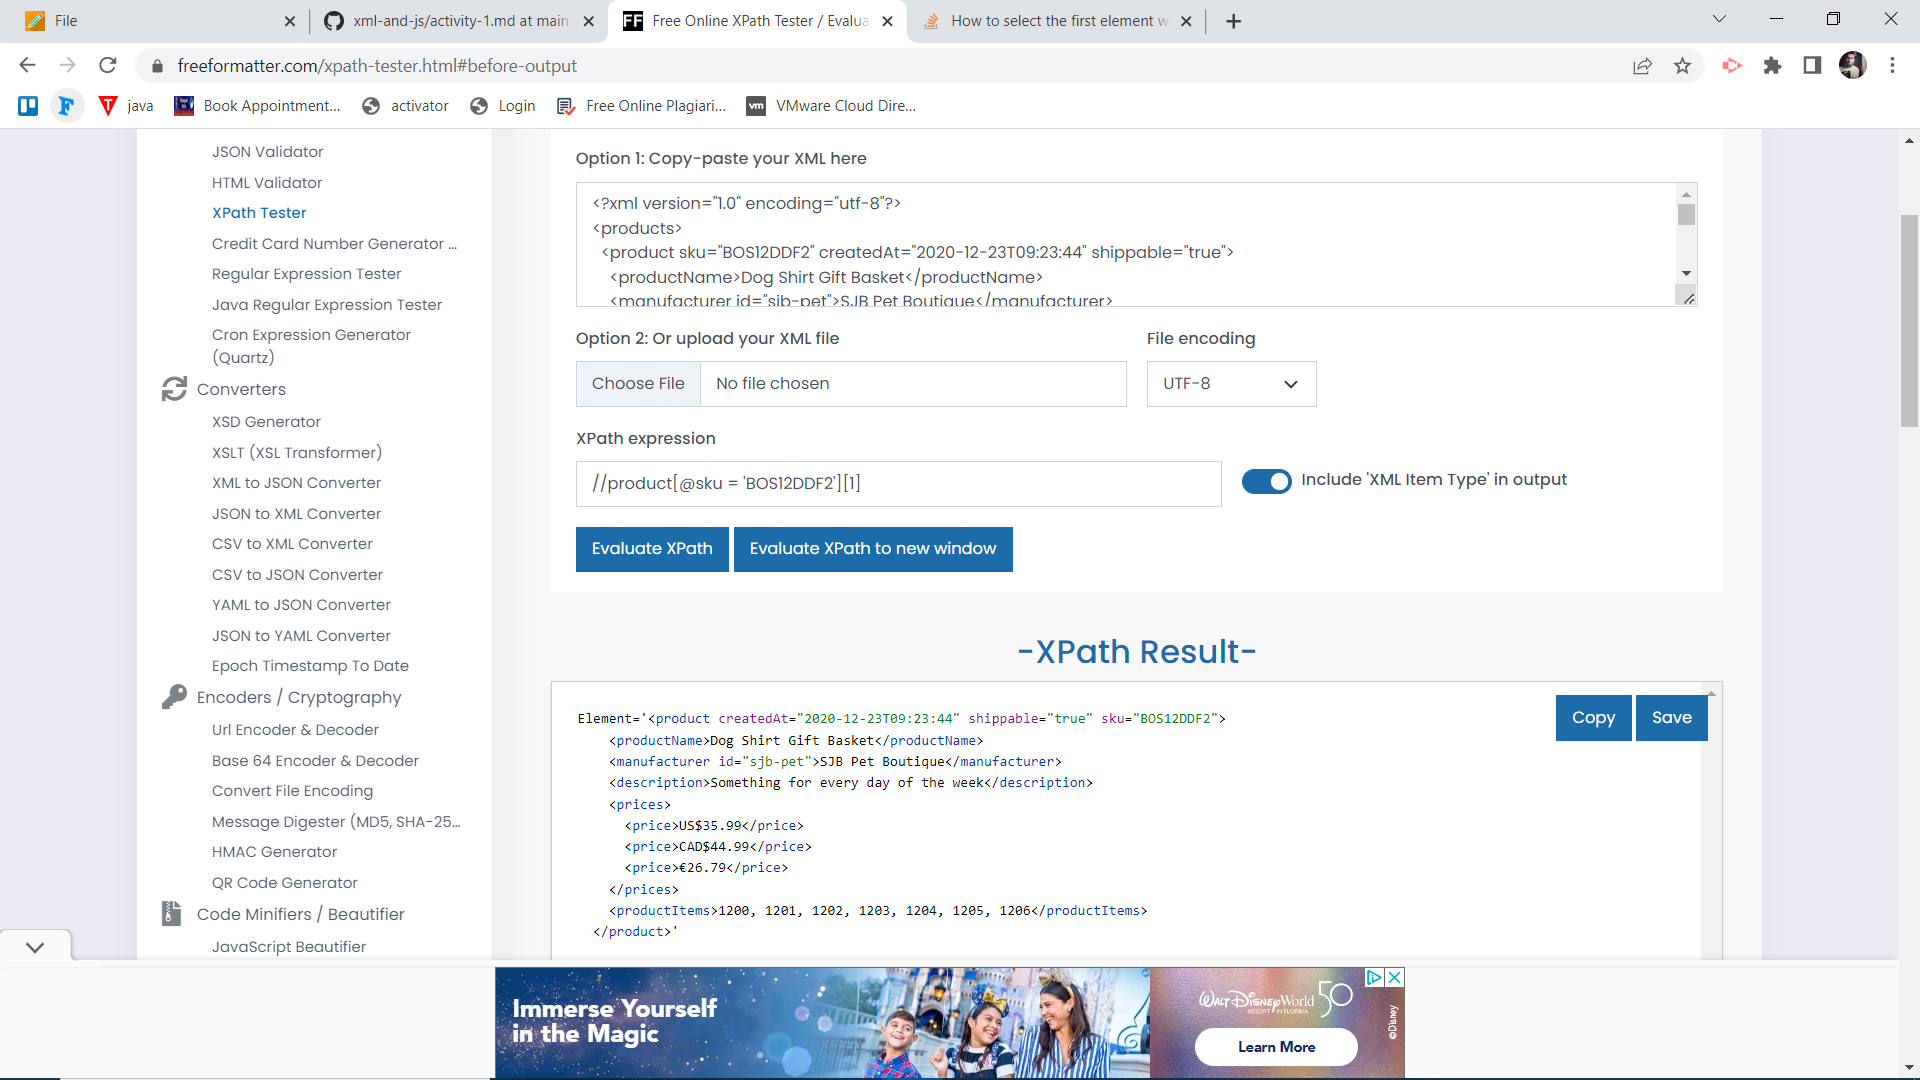 File
xml-and-js/activity-1.md at main
FF
Free Online XPath Tester / Evalua
How to select the first element w
freeformatter.com/xpath-tester.html#before-output
java
Book Appointment...
activator
Login
Free Online Plagiari...
vm
VMware Cloud Dire...
JSON Validator
HTML Validator
XPath Tester
Credit Card Number Generator ...
Regular Expression Tester
Java Regular Expression Tester
Cron Expression Generator
(Quartz)
Converters
XSD Generator
XSLT (XSL Transformer)
XML to JSON Converter
JSON to XML Converter
CSV to XML Converter
CSV to JSON Converter
YAML to JSON Converter
JSON to YAML Converter
Epoch Timestamp To Date
Encoders / Cryptography
Url Encoder & Decoder
Base 64 Encoder & Decoder
Convert File Encoding
Message Digester (MD5, SHA-25...
HMAC Generator
QR Code Generator
Code Minifiers / Beautifier
JavaScript Beautifier
Option 1: Copy-paste your XML here
<?xml version="1.0" encoding="utf-8"?>
<products>
<product sku="BOS12DDF2" createdAt="2020-12-23T09:23:44" shippable="true">
<productName>Dog Shirt Gift Basket</productName>
<manufacturer id="sjb-pet">SJB Pet Boutique</manufacturer>
Option 2: Or upload your XML file
File encoding
Choose File
No file chosen
UTF-8
XPath expression
//product[@sku = 'BOS12DDF2'][1]
Include 'XML Item Type' in output
Evaluate XPath
Evaluate XPath to new window
-XPath Result-
Copy
Save
Element='<product createdAt="2020-12-23T09:23:44" shippable="true" sku="BOS12DDF2">
<productName>Dog Shirt Gift Basket</productName>
<manufacturer id="sjb-pet">SJB Pet Boutique</manufacturer>
<description>Something for every day of the week</description>
<prices>
<price>US$35.99</price>
<price>CAD$44.99</price>
<price>€26.79</price>
</prices>
<productItems>1200, 1201, 1202, 1203, 1204, 1205, 1206</productItems>
</product>'
Immerse Yourself
in the Magic
Walt Disney World 50
RESORT IN FLORIDA
Learn More
©Disney